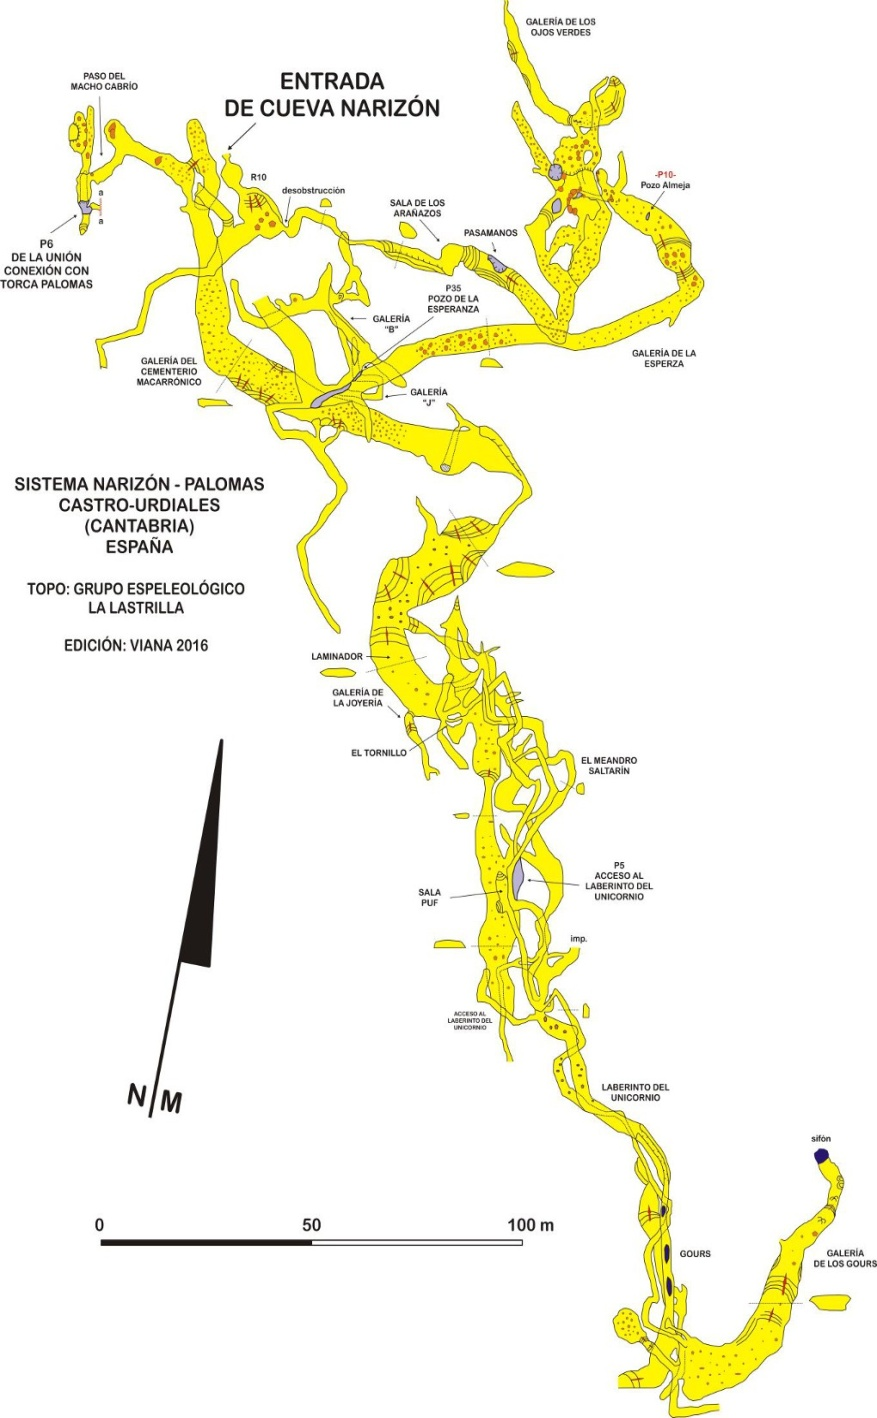 GALERÍA DE LOS
OJOS VERDES
PASO DEL
MACHO CABRÍO
ENTRADA
DE CUEVA NARIZÓN
R10
desobstrucción
-P10-
Pozo Almeja
a
a
SALA DE LOS
ARAÑAZOS
PASAMANOS
P6
DE LA UNIÓN
CONEXIÓN CON
TORCA PALOMAS
P35
POZO DE LA
ESPERANZA
GALERÍA
"B"
GALERÍA DE LA
ESPERZA
GALERÍA DEL
CEMENTERIO
MACARRÓNICO
GALERÍA
"J"
SISTEMA NARIZÓN - PALOMAS
CASTRO-URDIALES
(CANTABRIA)
ESPAÑA
TOPO: GRUPO ESPELEOLÓGICO
LA LASTRILLA
EDICIÓN: VIANA 2016
LAMINADOR
GALERÍA DE
LA JOYERÍA
EL TORNILLO
EL MEANDRO
SALTARÍN
P5
ACCESO AL
LABERINTO DEL
UNICORNIO
SALA
PUF
imp.
ACCESO AL
LABERINTO DEL
UNICORNIO
LABERINTO DEL
UNICORNIO
N M
sifón
0 50 100 m
GOURS
GALERÍA
DE LOS GOURS